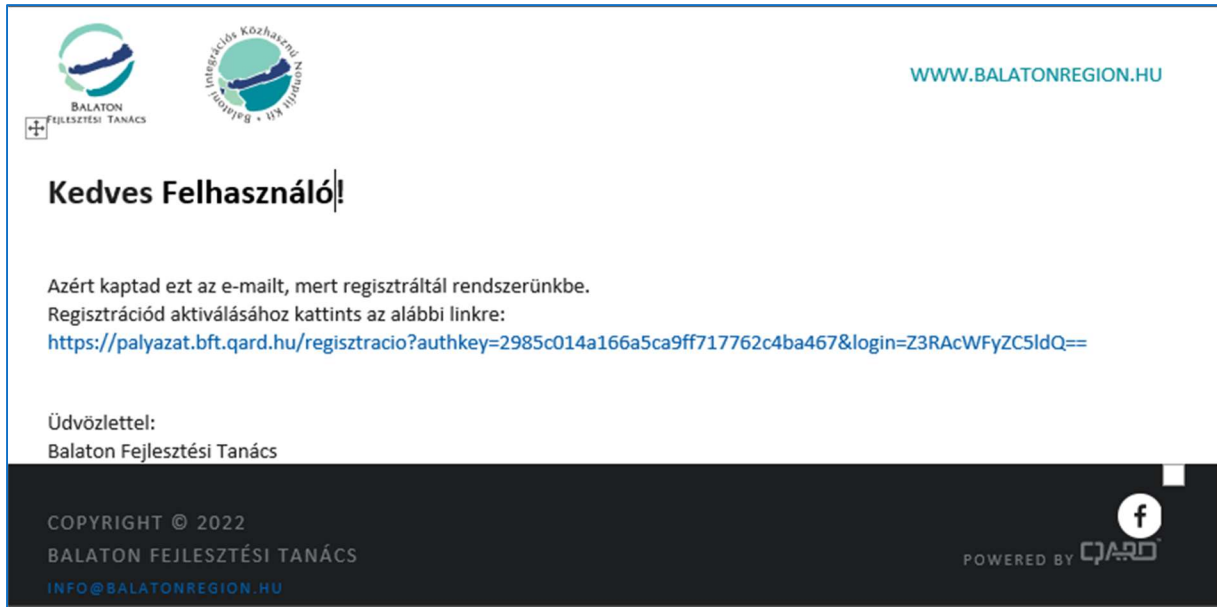 BALATON
FEJLESZTÉSI TANÁCS
Balatoni Integrációs Közhasznú Nonprofit Kft •
WWW.BALATONREGION.HU
Kedves Felhasználó!
Azért kaptad ezt az e-mailt, mert regisztráltál rendszerünkbe.
Regisztrációd aktiválásához kattints az alábbi linkre:
https://palyazat.bft.qard.hu/regisztracio?authkey=2985c014a166a5ca9ff717762c4ba467&login=Z3RAcWFyZC5ldQ==
Üdvözlettel:
Balaton Fejlesztési Tanács
COPYRIGHT © 2022
BALATON FEJLESZTÉSI TANÁCS
INFO@BALATONREGION.HU
f
POWERED BY QARD